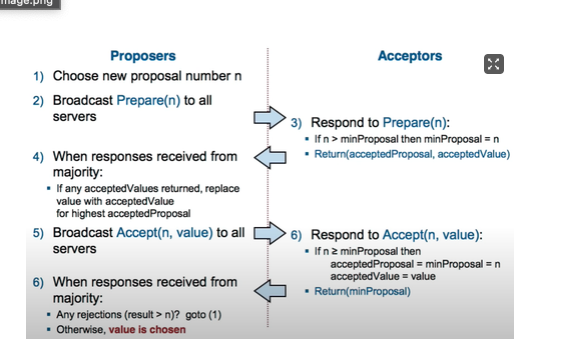 mage.png
Proposers
Acceptors
1) Choose new proposal number n
2) Broadcast Prepare(n) to all
servers
3) Respond to Prepare(n):
• If n > minProposal then minProposal = n
• Return(acceptedProposal, acceptedValue)
4) When responses received from
majority:
• If any acceptedValues returned, replace
value with acceptedValue
for highest acceptedProposal
5) Broadcast Accept(n, value) to all
servers
6) Respond to Accept(n, value):
• If n ≥ minProposal then
acceptedProposal = minProposal = n
acceptedValue = value
• Return(minProposal)
6) When responses received from
majority:
• Any rejections (result > n)? goto (1)
• Otherwise, value is chosen